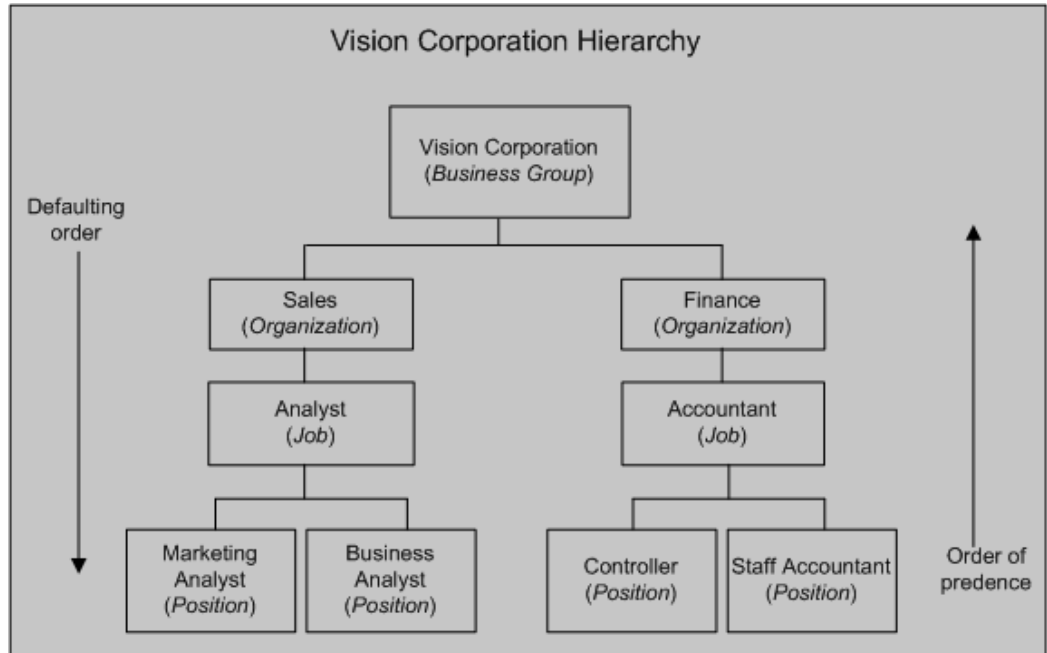 Vision Corporation Hierarchy
Vision Corporation
(Business Group)
Defaulting
order
Sales
(Organization)
Finance
(Organization)
Analyst
(Job)
Accountant
(Job)
Marketing
Analyst
(Position)
Business
Analyst
(Position)
Controller
(Position)
Staff Accountant
(Position)
Order of
predence